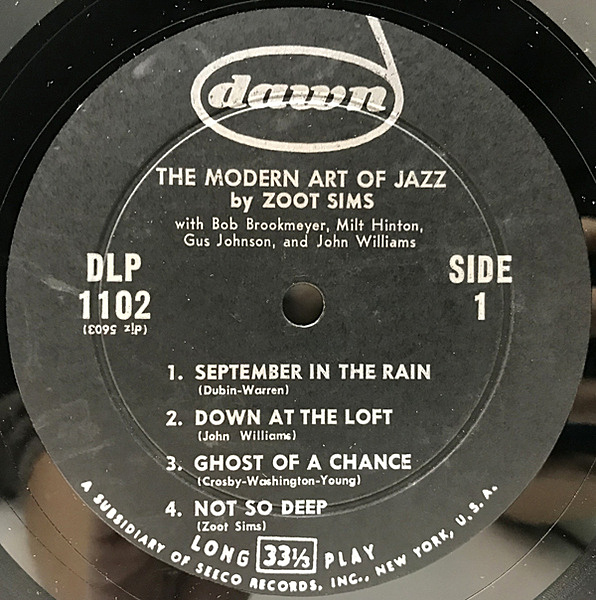 dawn
THE MODERN ART OF JAZZ
by ZOOT SIMS
with Bob Brookmeyer, Milt Hinton,
Gus Johnson, and John Williams
DLP
1102
(diz 5603)
SIDE
1
1. SEPTEMBER IN THE RAIN
(Dubin-Warren)
2. DOWN AT THE LOFT
(John Williams)
3. GHOST OF A CHANCE
(Crosby-Washington-Young)
4. NOT SO DEEP
(Zoot Sims)
LONG 33⅓ PLAY
A SUBSIDIARY OF SEECO RECORDS, INC., NEW YORK, U.S.A.